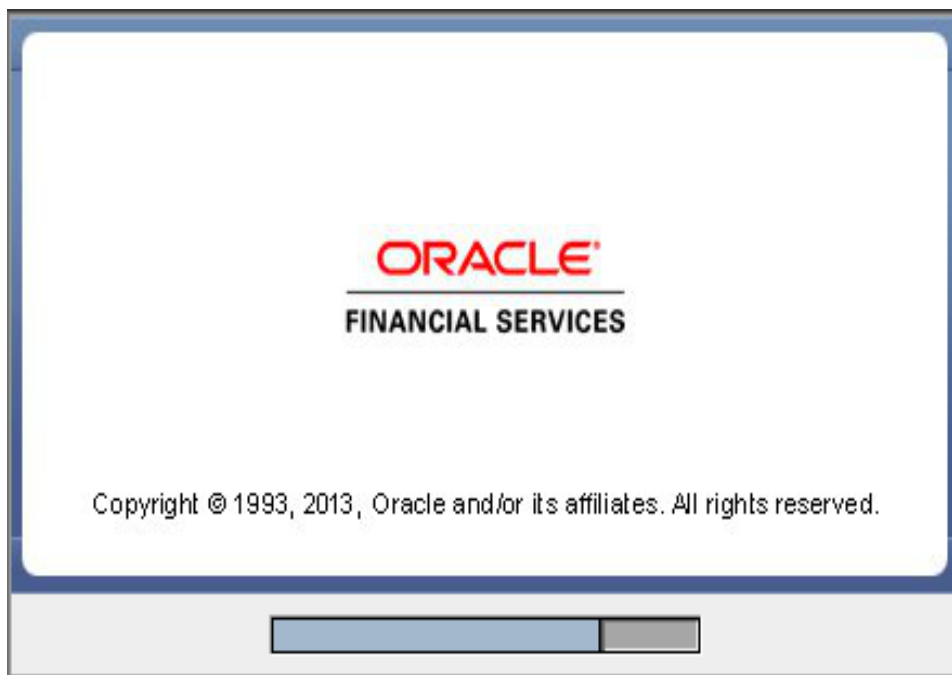 ORACLE®
FINANCIAL SERVICES
Copyright © 1993, 2013, Oracle and/or its affiliates. All rights reserved.